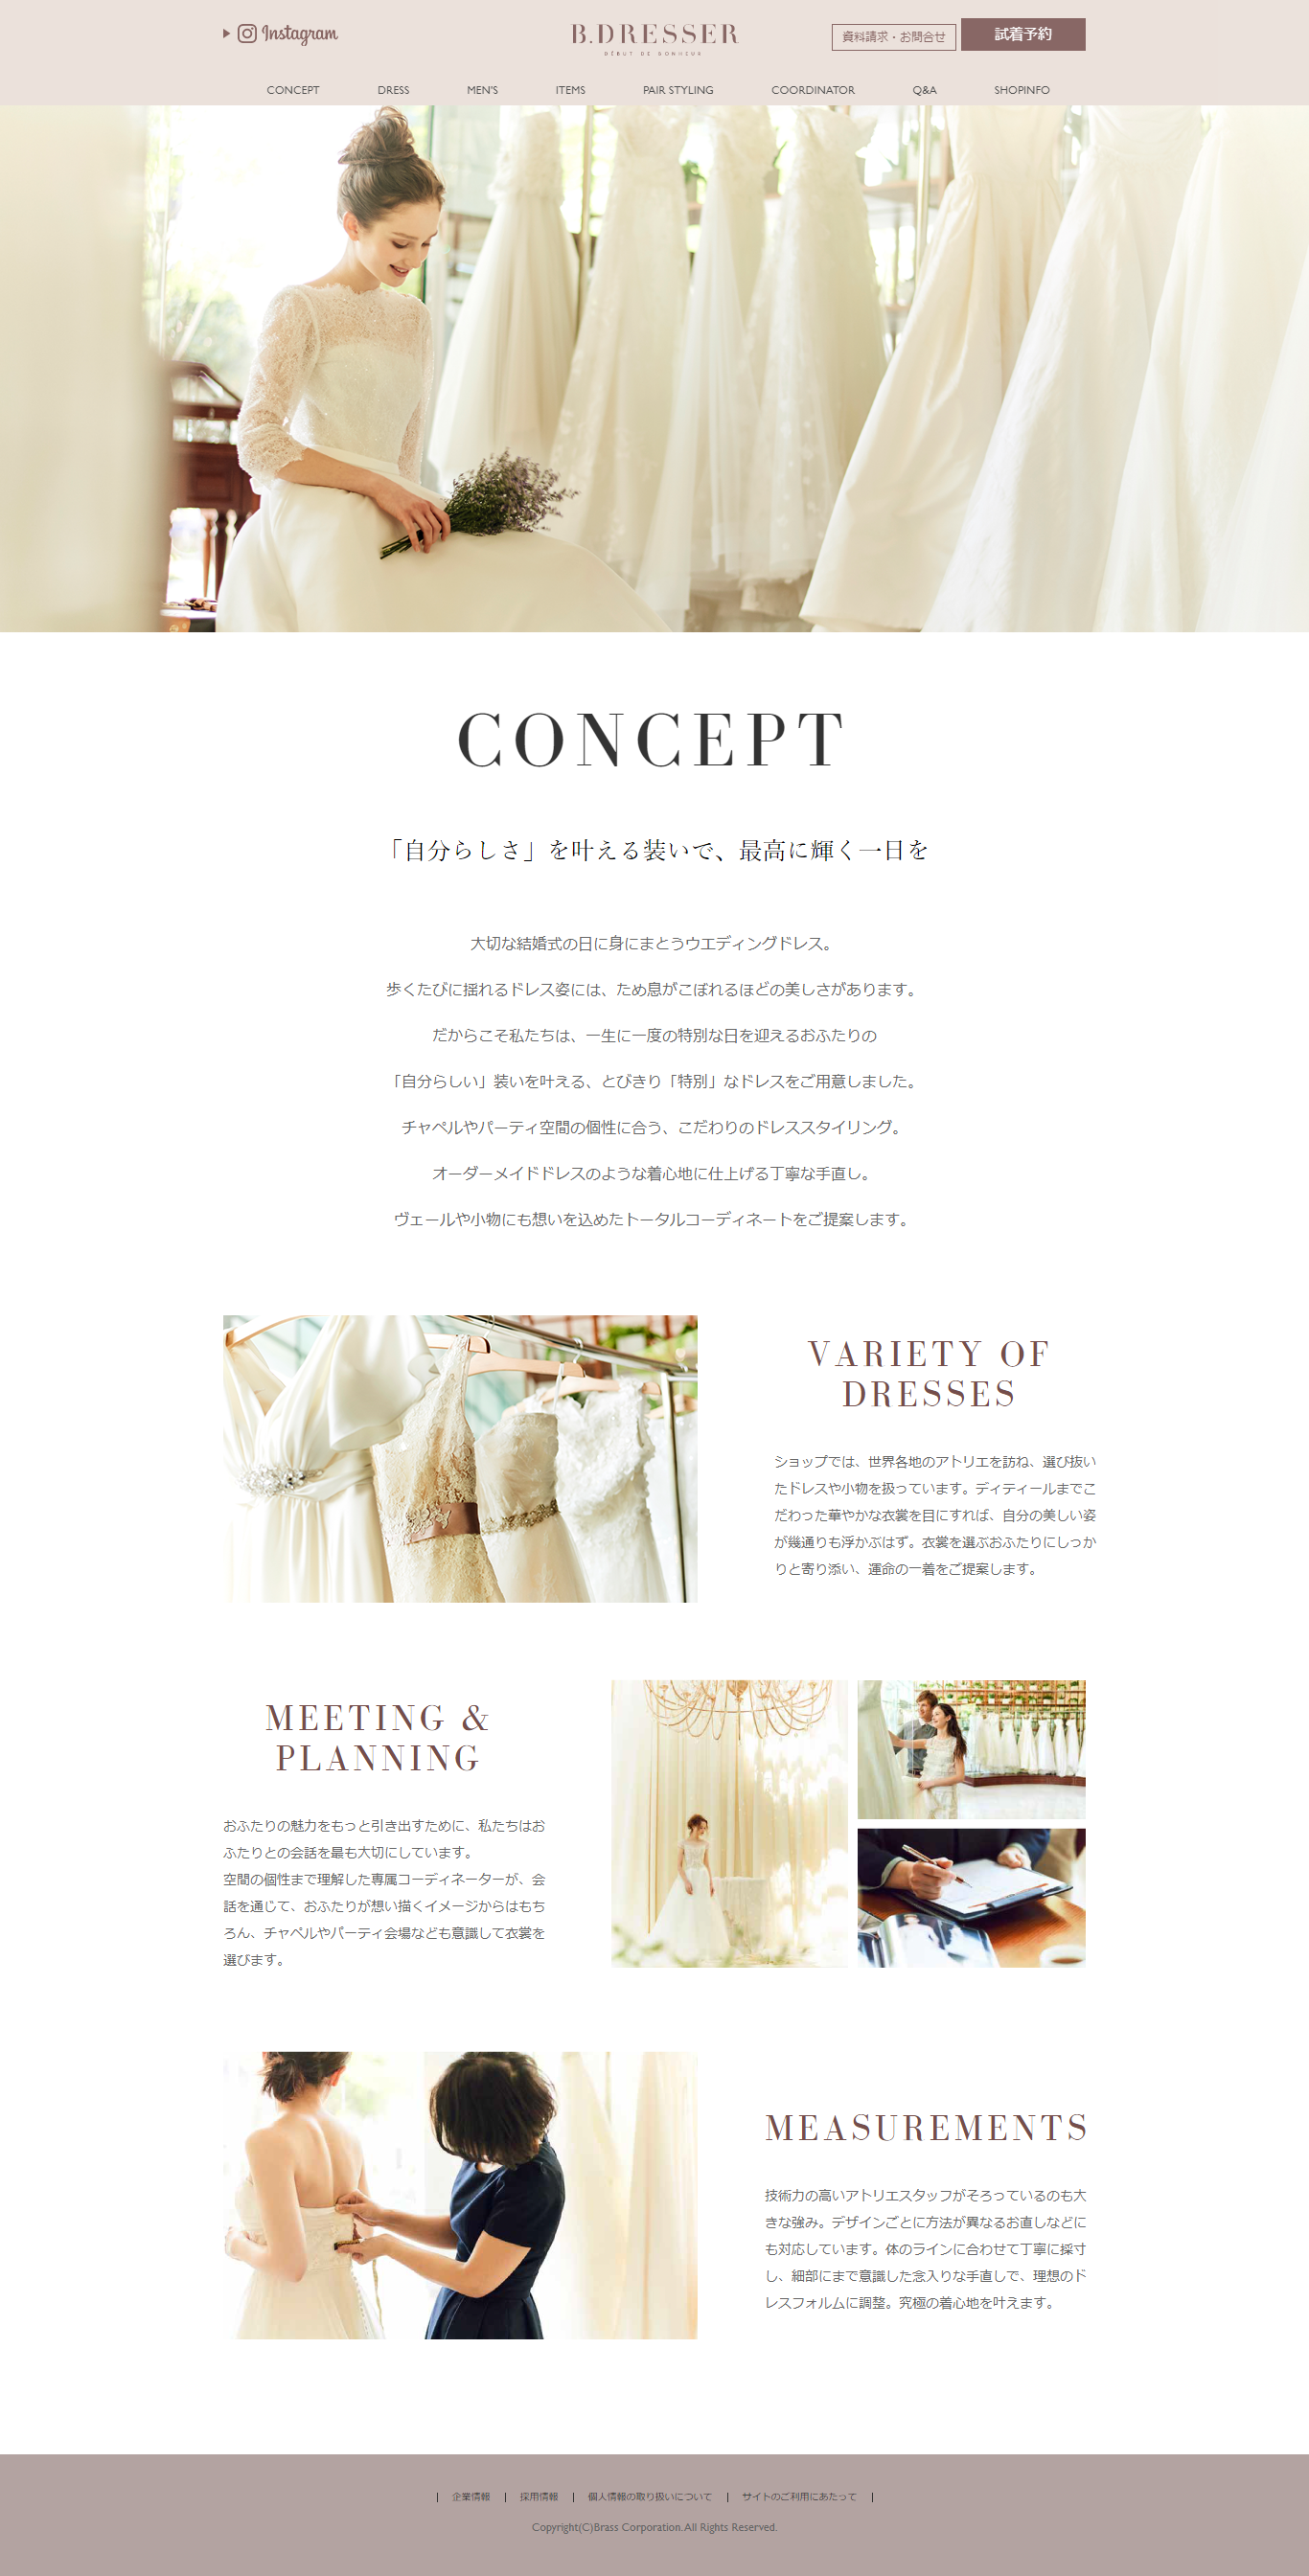 Instagram
B.DRESSER
DÉBUT DE BONHEUR
資料請求・お問合せ
試着予約
CONCEPT
DRESS
MEN'S
ITEMS
PAIR STYLING
COORDINATOR
Q&A
SHOPINFO
CONCEPT
「自分らしさ」を叶える装いで、最高に輝く一日を
大切な結婚式の日に身にまとうウエディングドレス。
歩くたびに揺れるドレス姿には、ため息がこぼれるほどの美しさがあります。
だからこそ私たちは、一生に一度の特別な日を迎えるおふたりの
「自分らしい」装いを叶える、とびきり「特別」なドレスをご用意しました。
チャペルやパーティ空間の個性に合う、こだわりのドレススタイリング。
オーダーメイドドレスのような着心地に仕上げる丁寧な手直し。
ヴェールや小物にも想いを込めたトータルコーディネートをご提案します。
VARIETY OF
DRESSES
ショップでは、世界各地のアトリエを訪ね、選び抜い
たドレスや小物を扱っています。ディティールまでこ
だわった華やかな衣裳を目にすれば、自分の美しい姿
が幾通りも浮かぶはず。衣裳を選ぶおふたりにしっか
りと寄り添い、運命の一着をご提案します。
MEETING &
PLANNING
おふたりの魅力をもっと引き出すために、私たちはお
ふたりとの会話を最も大切にしています。
空間の個性まで理解した専属コーディネーターが、会
話を通じて、おふたりが想い描くイメージからはもち
ろん、チャペルやパーティ会場なども意識して衣裳を
選びます。
MEASUREMENTS
技術力の高いアトリエスタッフがそろっているのも大
きな強み。デザインごとに方法が異なるお直しなどに
も対応しています。体のラインに合わせて丁寧に採寸
し、細部にまで意識した念入りな手直しで、理想のド
レスフォルムに調整。究極の着心地を叶えます。
| 企業情報 | 採用情報 | 個人情報の取り扱いについて | サイトのご利用にあたって |
Copyright(C)Brass Corporation.All Rights Reserved.